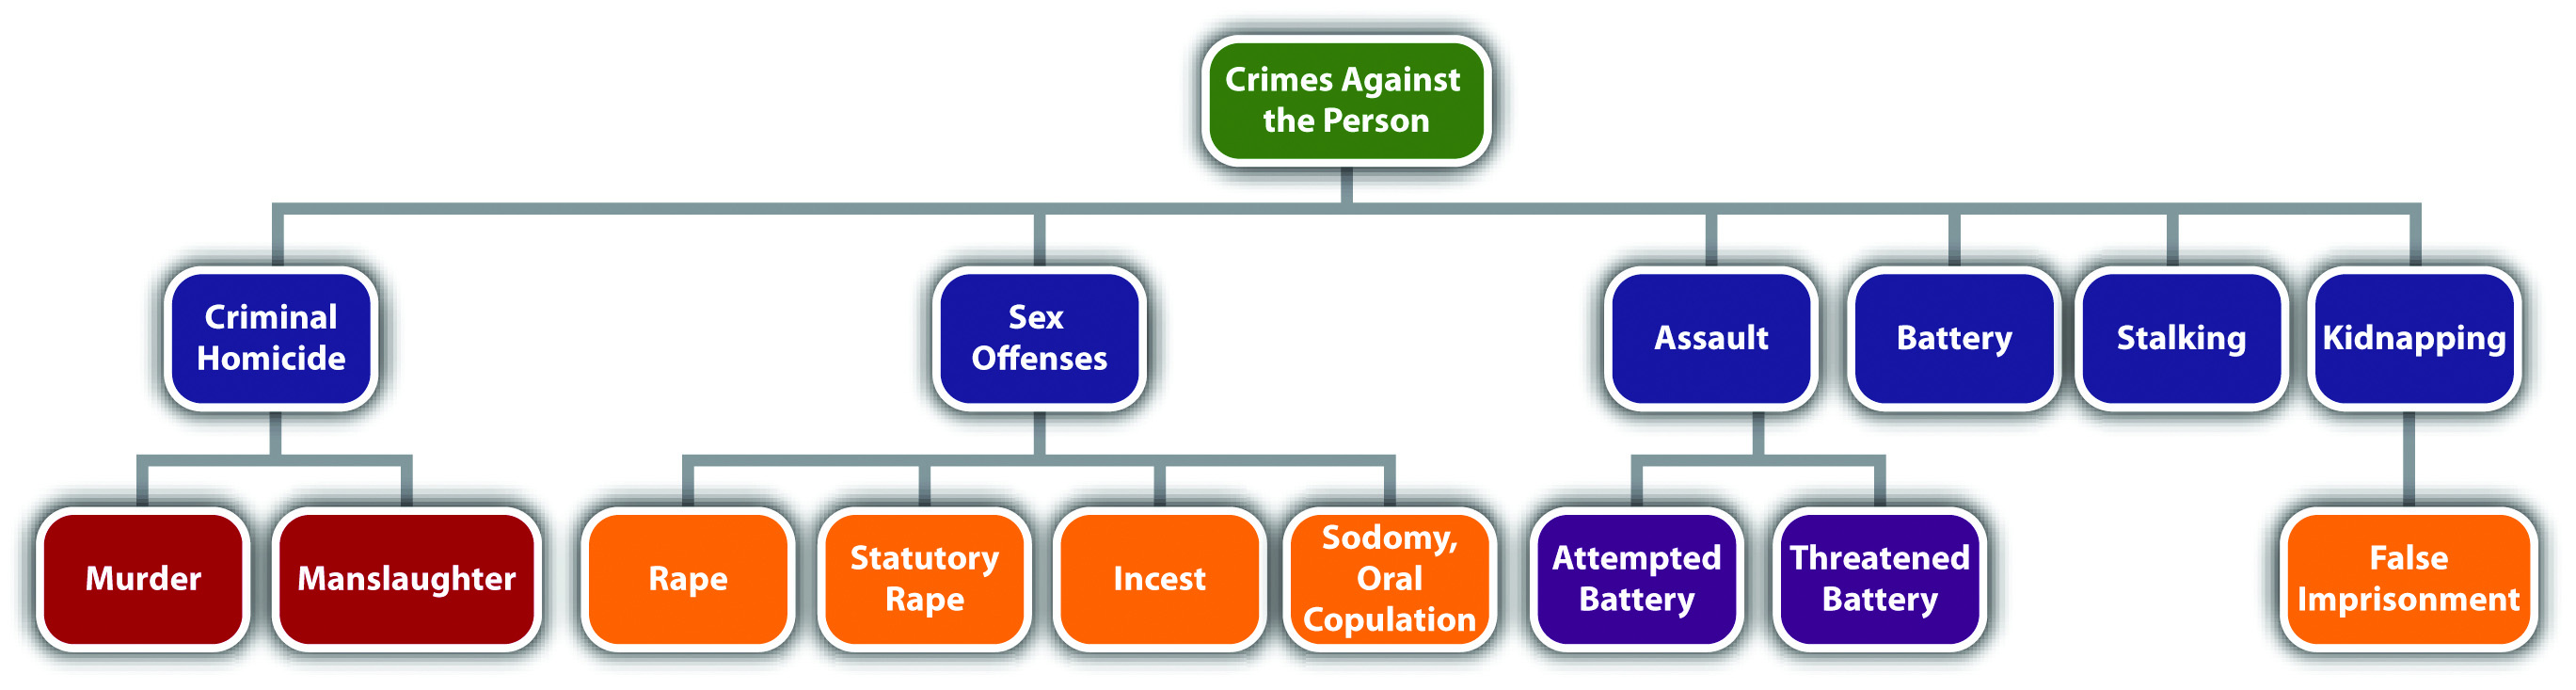 Crimes Against
the Person
Criminal
Homicide
Sex
Offenses
Assault
Battery
Stalking
Kidnapping
Murder
Manslaughter
Rape
Statutory
Rape
Incest
Sodomy,
Oral
Copulation
Attempted
Battery
Threatened
Battery
False
Imprisonment